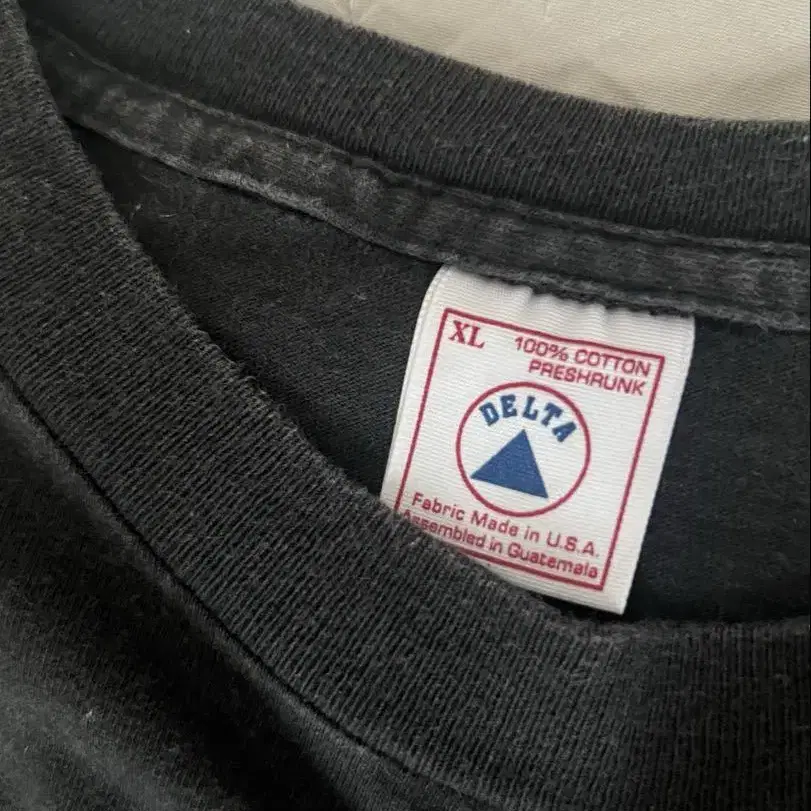 XL
100% COTTON
PRESHRUNK
DELTA
Fabric Made in U.S.A.
Assembled in Guatemala